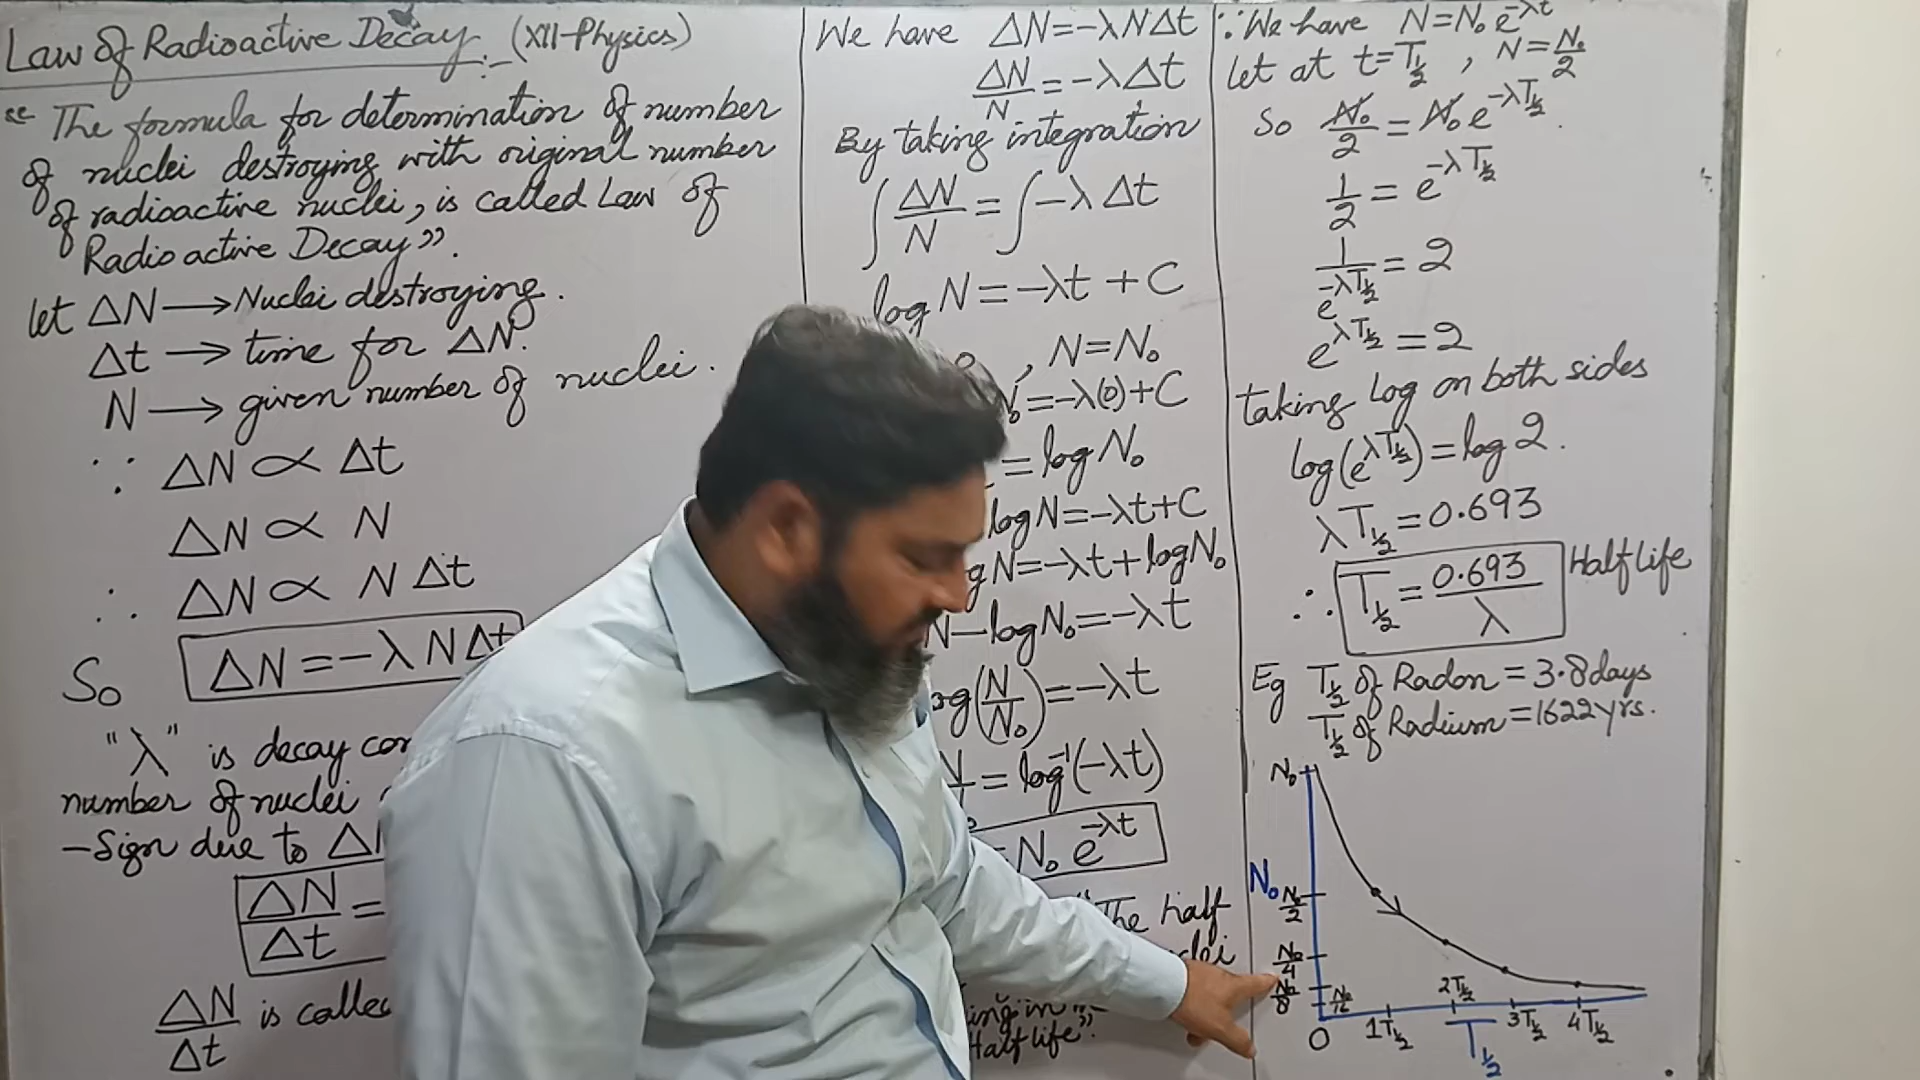 Law of Radioactive Decay. (XII-Physics)
"The formula for determination of number
of nuclei destroying with original number
of radioactive nuclei, is called Law of
Radioactive Decay".
let ΔN → Nuclei destroying.
Δt → time for ΔN.
N → given number of nuclei.
∵ ΔN ∝ Δt
ΔN ∝ N
∴ ΔN ∝ N Δt
So ΔN = -λ N Δt
"λ" is decay
number of nuclei
- Sign due to
ΔN/Δt =
ΔN/Δt is called
We have ΔN = -λNΔt
ΔN/N = -λΔt
By taking integration
∫ ΔN/N = ∫ -λ Δt
log N = -λt + C
, N = N₀
= -λ(0) + C
= log N₀
log N = -λt + C
N = -λt + log N₀
N - log N₀ = -λt
(N/N₀) = -λt
= log⁻¹(-λt)
N₀ e^-λt
"The half
Half life".
∵ We have N = N₀ e^-λt
let at t = T½ , N = N₀/2
So N₀/2 = N₀ e^-λT½
1/2 = e^-λT½
1/e^-λT½ = 2
e^λT½ = 2
taking log on both sides
log(e^λT½) = log 2.
λT½ = 0.693
∴ T½ = 0.693/λ Half life
Eg T½ of Radon = 3.8 days
T½ of Radium = 1622 yrs.
N₀
N₀ N₀/2
N₀/4
N₀/8
2T½
0 1T½ 3T½ 4T½
T½